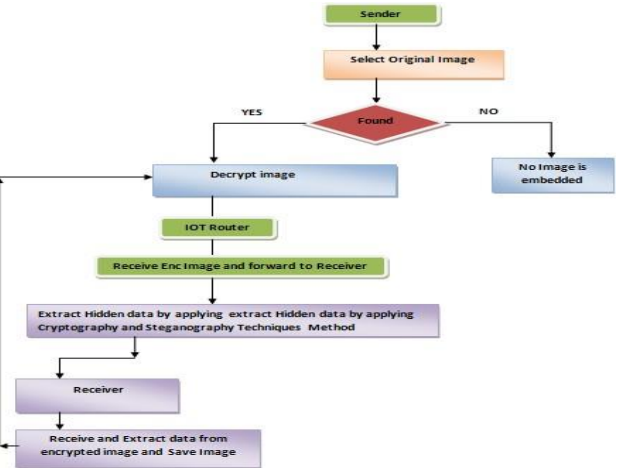 Sender
Select Original Image
YES
Found
NO
Decrypt image
No Image is
embedded
IOT Router
Receive Enc Image and forward to Receiver
Extract Hidden data by applying extract Hidden data by applying
Cryptography and Steganography Techniques Method
Receiver
Receive and Extract data from
encrypted image and Save Image